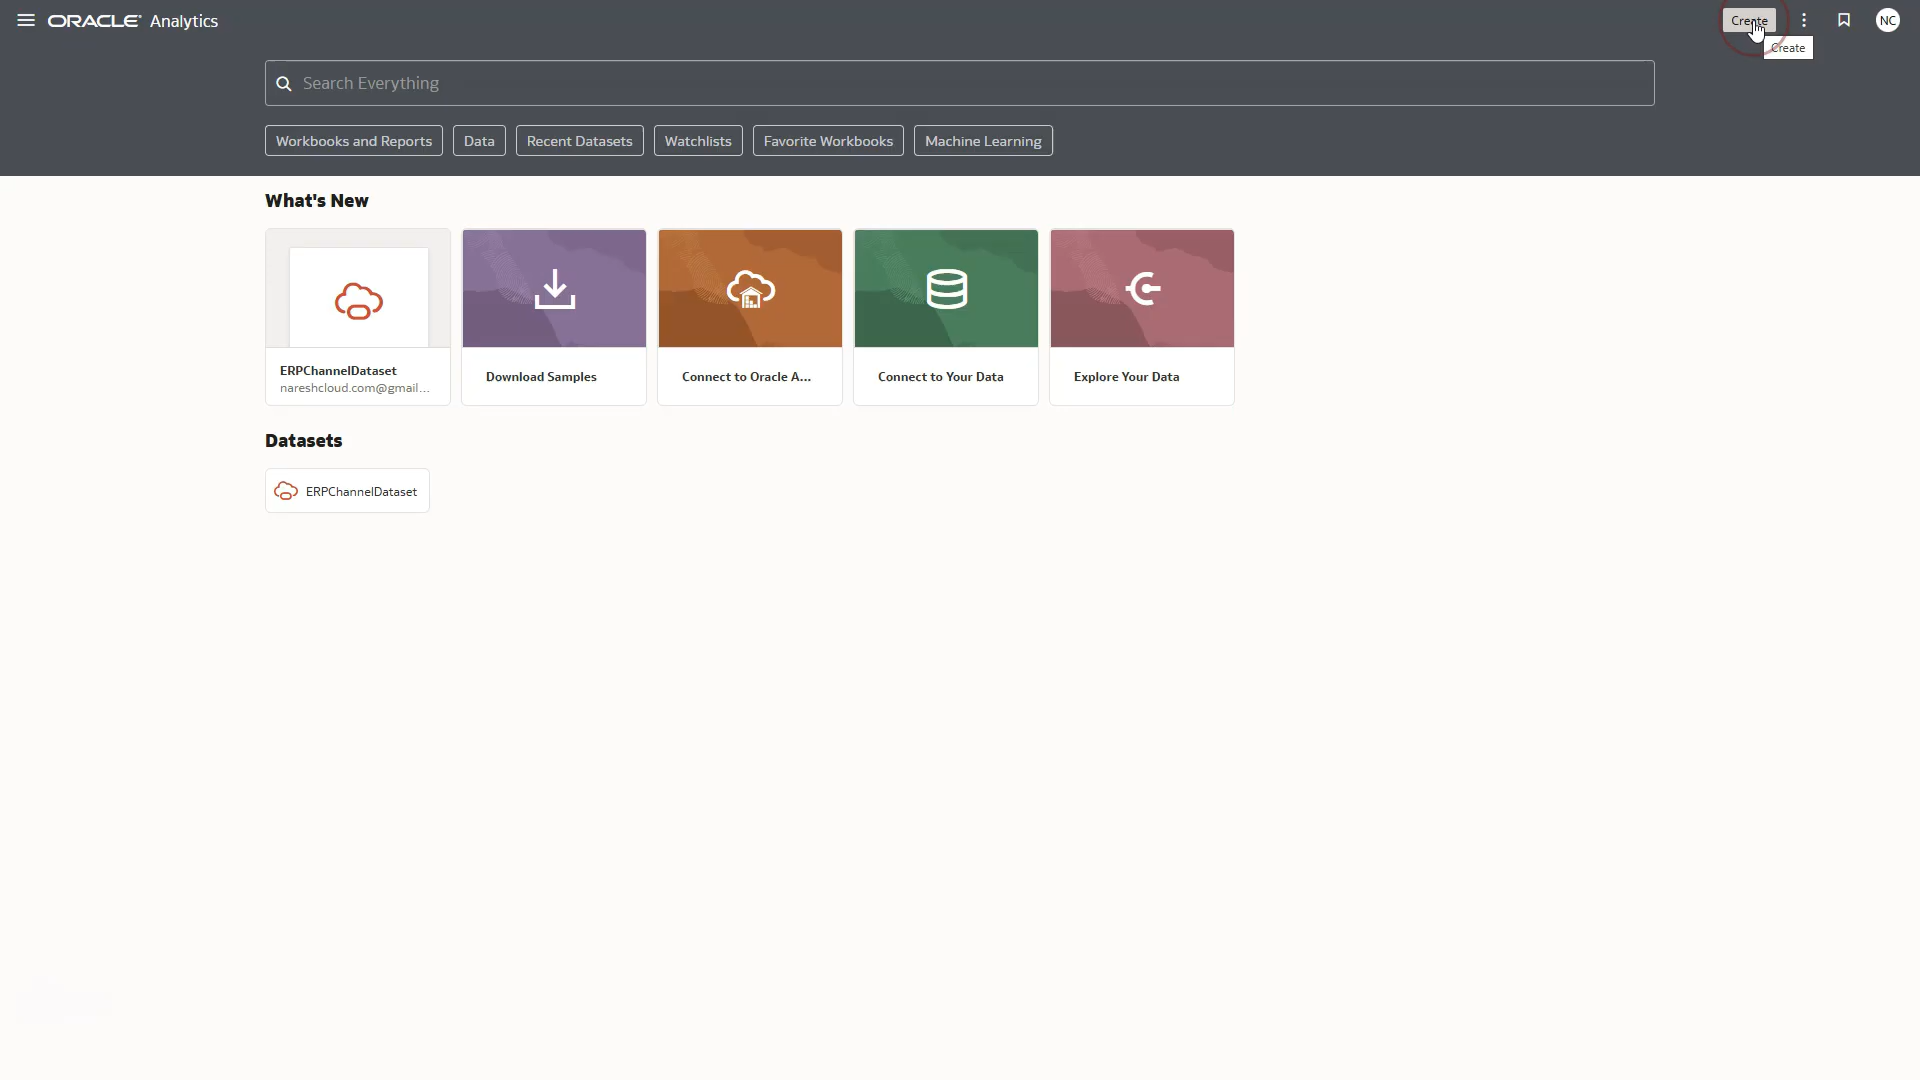 ORACLE Analytics
Create
NC
Create
Search Everything
Workbooks and Reports
Data
Recent Datasets
Watchlists
Favorite Workbooks
Machine Learning
What's New
ERPChannelDataset
nareshcloud.com@gmail...
Download Samples
Connect to Oracle A...
Connect to Your Data
Explore Your Data
Datasets
ERPChannelDataset